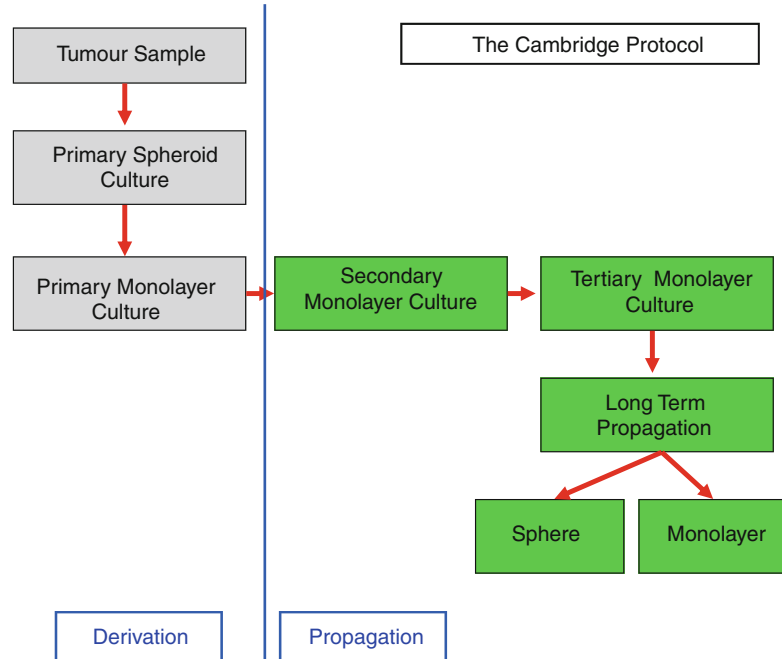 The Cambridge Protocol
Tumour Sample
Primary Spheroid
Culture
Primary Monolayer
Culture
Secondary
Monolayer Culture
Tertiary Monolayer
Culture
Long Term
Propagation
Sphere
Monolayer
Derivation
Propagation